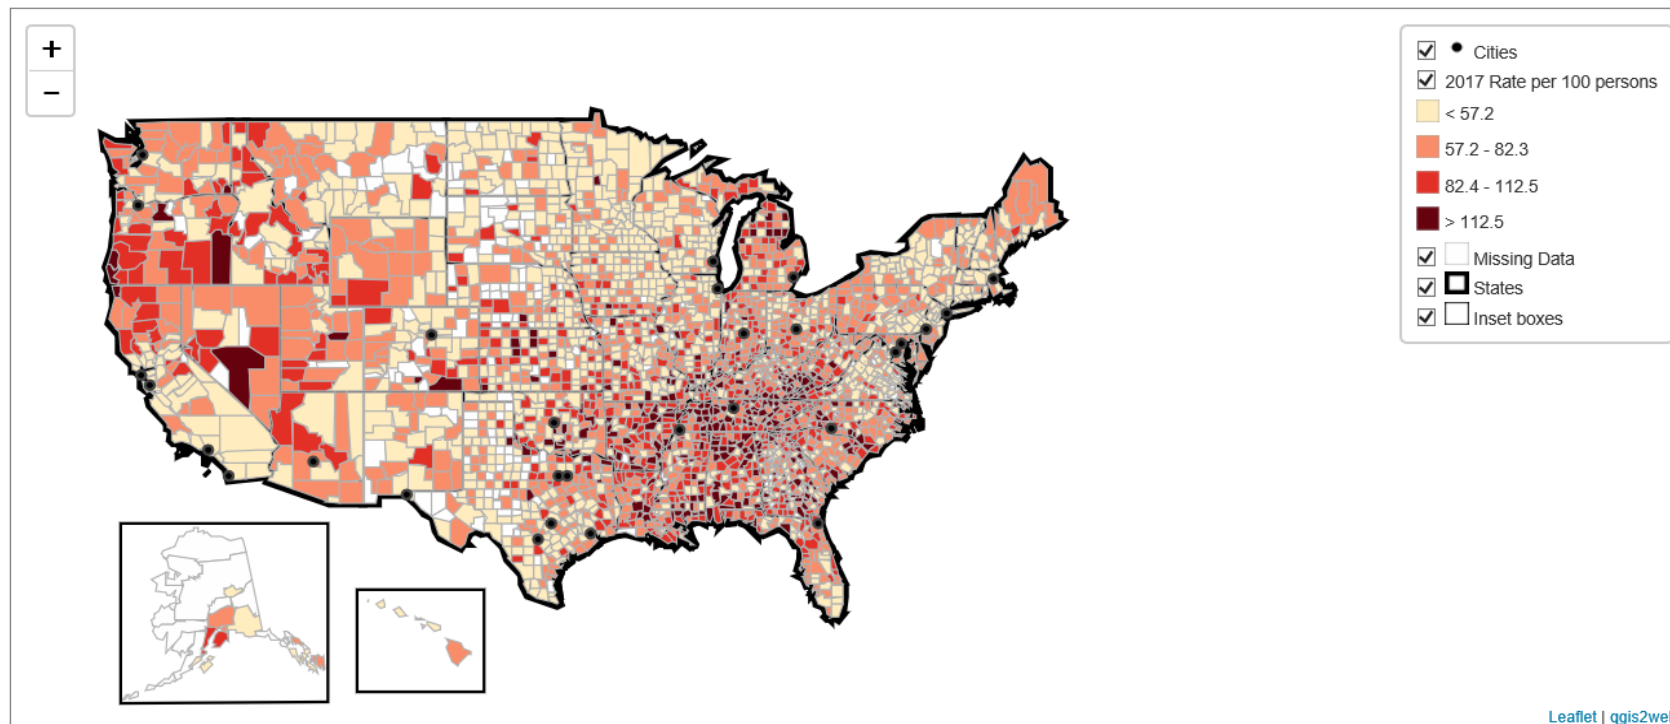 +
−
Cities
2017 Rate per 100 persons
< 57.2
57.2 - 82.3
82.4 - 112.5
> 112.5
Missing Data
States
Inset boxes
Leaflet | qgis2we